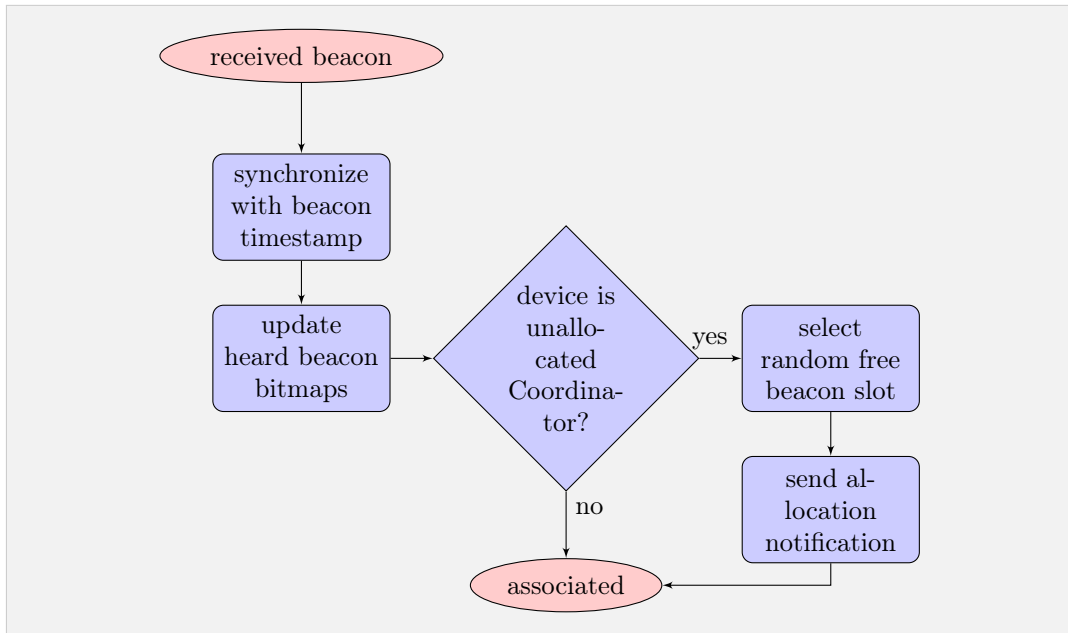 received beacon
synchronize
with beacon
timestamp
update
heard beacon
bitmaps
device is
unallo-
cated
Coordina-
tor?
yes
select
random free
beacon slot
send al-
location
notification
no
associated